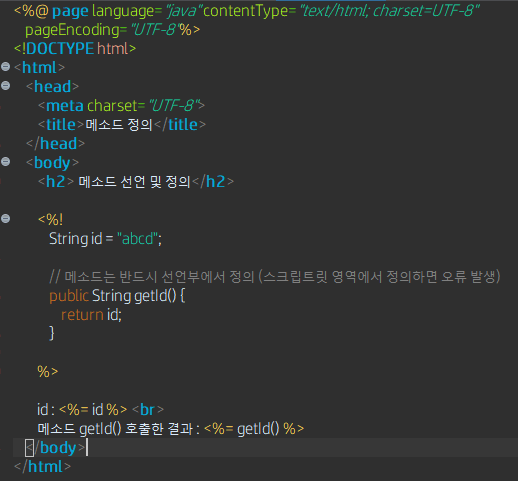 <%@ page language="java" contentType="text/html; charset=UTF-8"
pageEncoding="UTF-8"%>
<!DOCTYPE html>
<html>
<head>
<meta charset="UTF-8">
<title>메소드 정의</title>
</head>
<body>
<h2> 메소드 선언 및 정의</h2>
<%!
String id = "abcd";
// 메소드는 반드시 선언부에서 정의 (스크립트릿 영역에서 정의하면 오류 발생)
public String getId() {
return id;
}
%>
id : <%= id %> <br>
메소드 getId() 호출한 결과 : <%= getId() %>
</body>
</html>